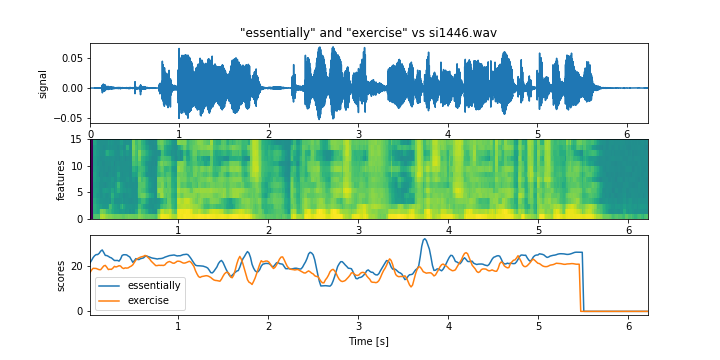 "essentially" and "exercise" vs si1446.wav
signal
0.05
0.00
−0.05
0 1 2 3 4 5 6
features
15
10
5
0
1 2 3 4 5 6
scores
20
0
essentially
exercise
1 2 3 4 5 6
Time [s]